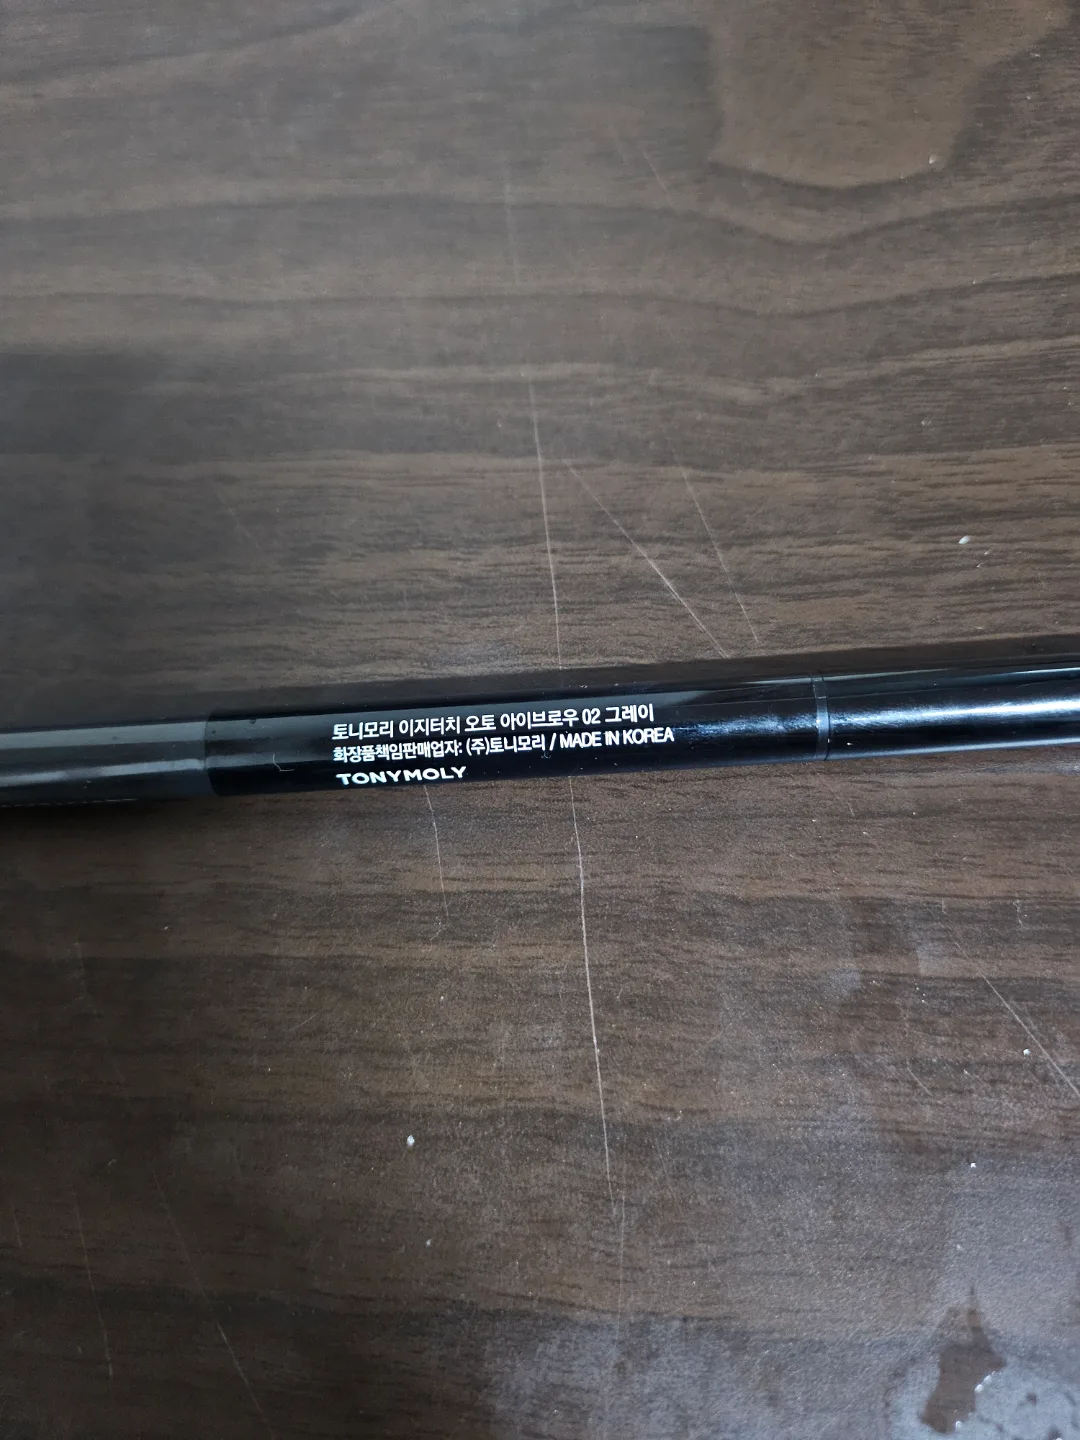 토니모리 이지터치 오토 아이브로우 02 그레이
화장품책임판매업자: (주)토니모리 / MADE IN KOREA
TONYMOLY